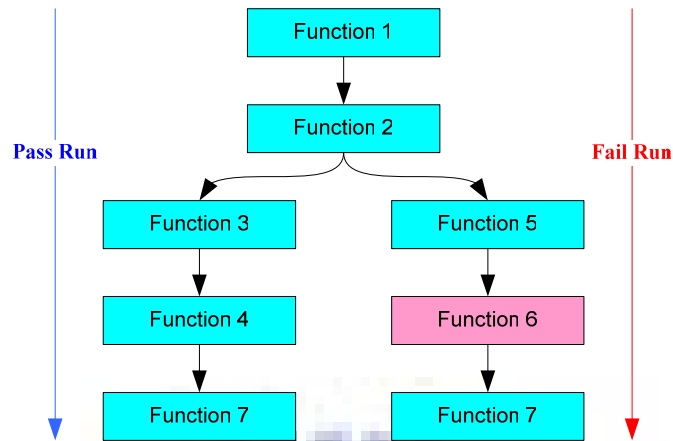 Function 1
Function 2
Pass Run
Fail Run
Function 3
Function 5
Function 4
Function 6
Function 7
Function 7